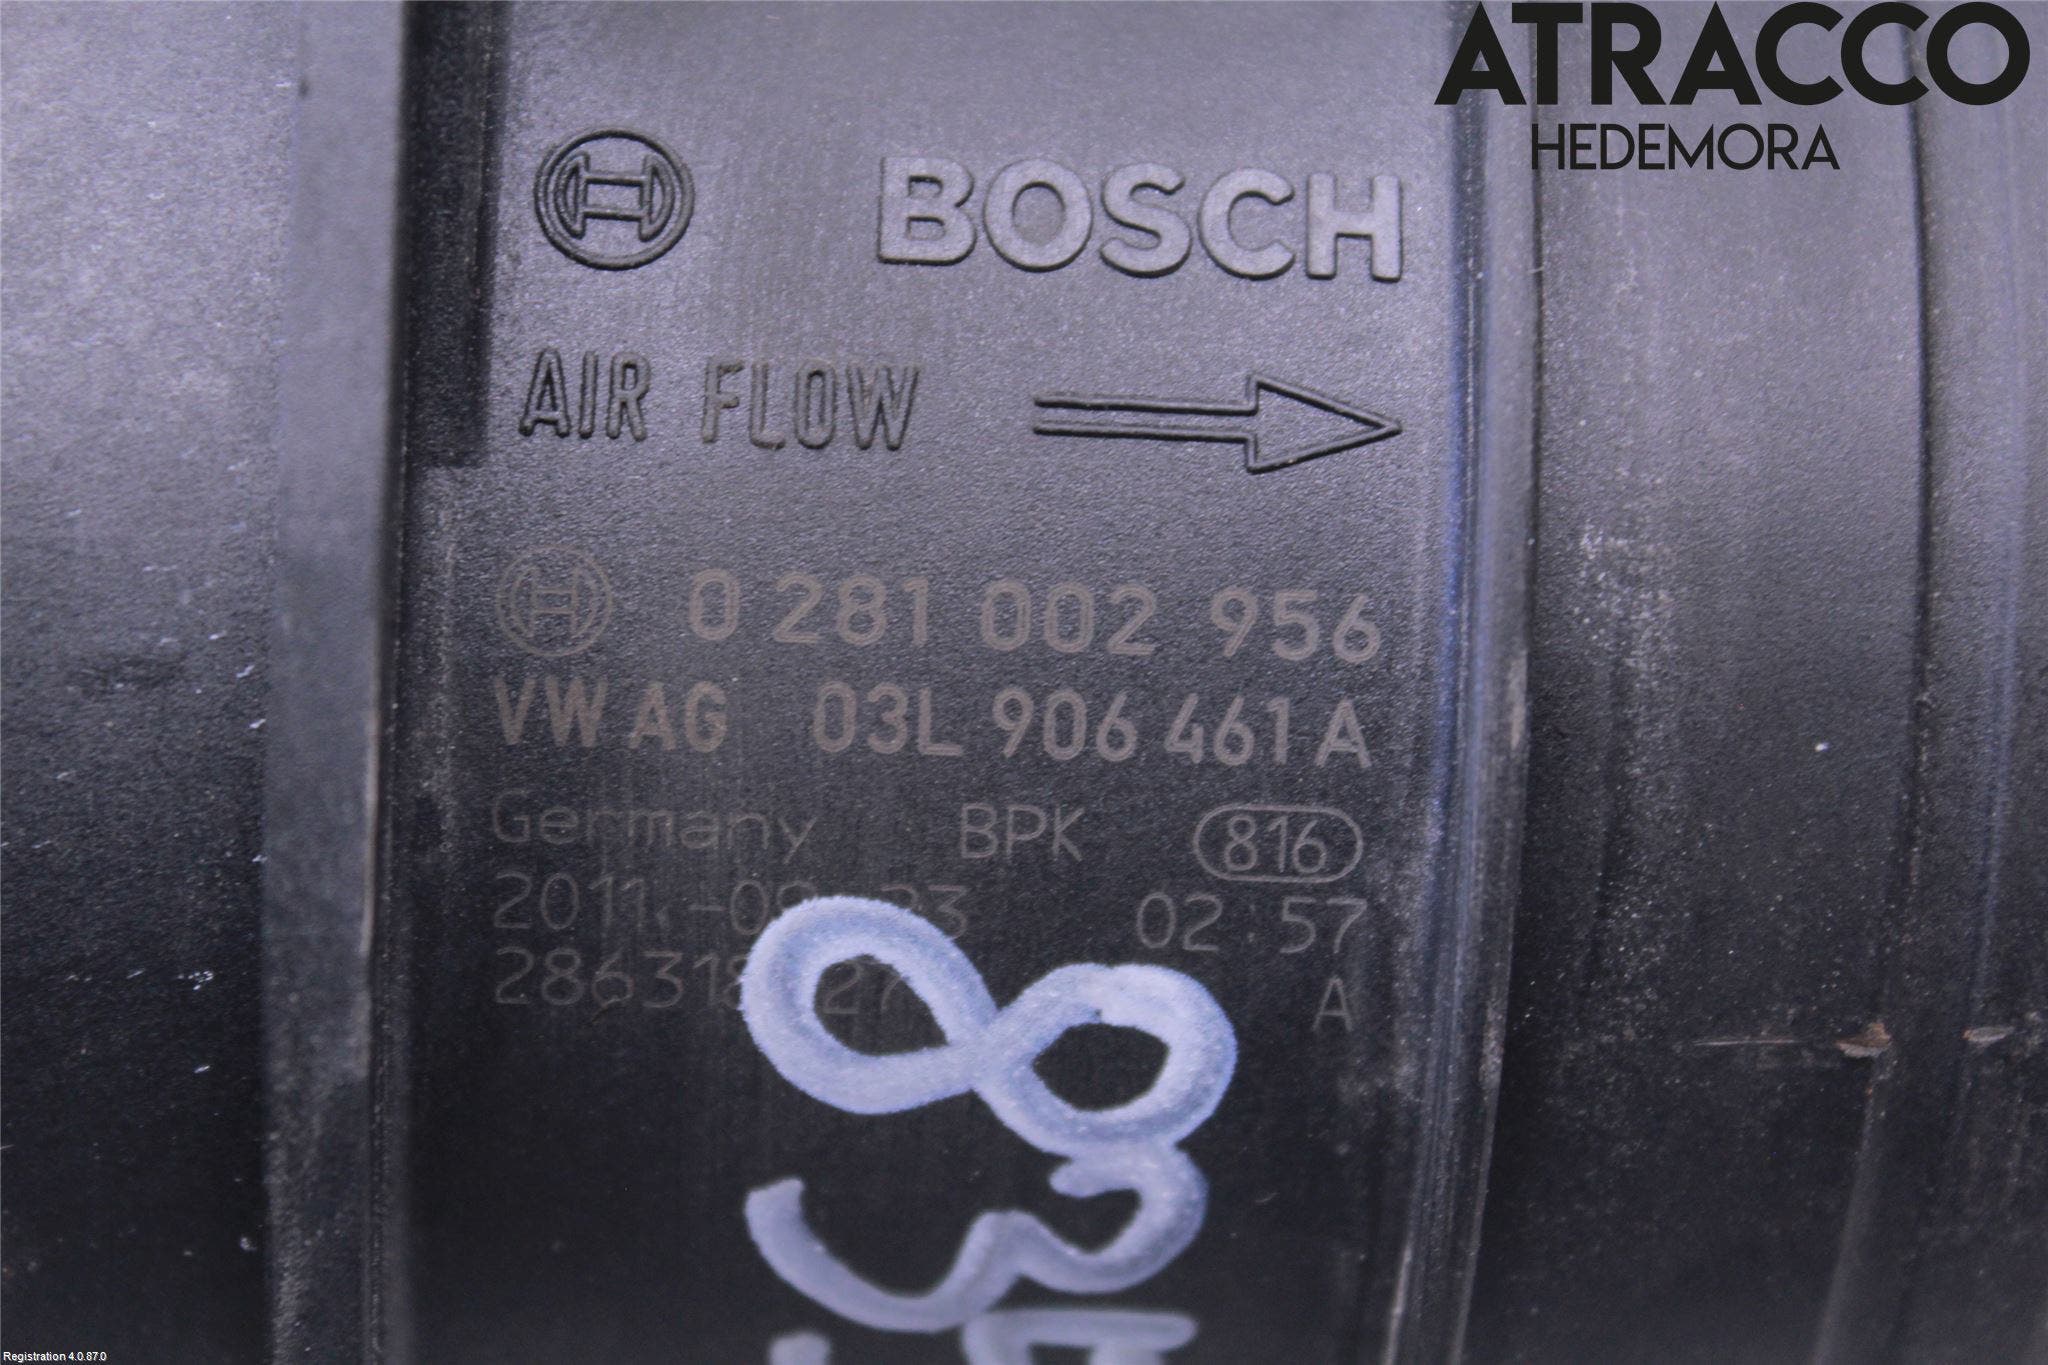 ATRACCO
HEDEMORA
BOSCH
AIR FLOW
0 281 002 956
VW AG 03L 906 461 A
Germany BPK 816
02:57
A
83
Registration 4.0.87.0